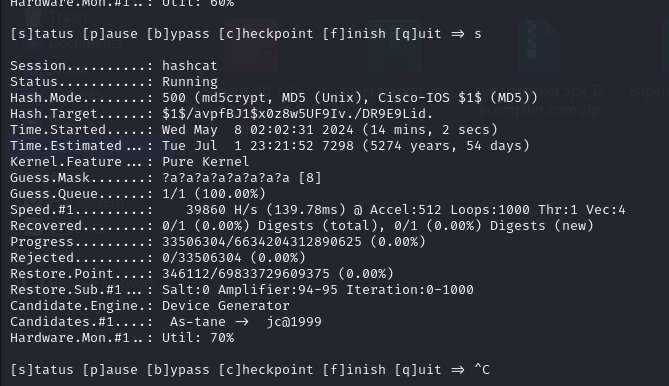 Hardware.Mon.#1..: Util: 60%
[s]tatus [p]ause [b]ypass [c]heckpoint [f]inish [q]uit => s
Session..........: hashcat
Status...........: Running
Hash.Mode........: 500 (md5crypt, MD5 (Unix), Cisco-IOS $1$ (MD5))
Hash.Target......: $1$/avpfBJ1$x0z8w5UF9Iv./DR9E9Lid.
Time.Started.....: Wed May  8 02:02:31 2024 (14 mins, 2 secs)
Time.Estimated...: Tue Jul  1 23:21:52 7298 (5274 years, 54 days)
Kernel.Feature...: Pure Kernel
Guess.Mask.......: ?a?a?a?a?a?a?a?a [8]
Guess.Queue......: 1/1 (100.00%)
Speed.#1.........:    39860 H/s (139.78ms) @ Accel:512 Loops:1000 Thr:1 Vec:4
Recovered........: 0/1 (0.00%) Digests (total), 0/1 (0.00%) Digests (new)
Progress.........: 33506304/6634204312890625 (0.00%)
Rejected.........: 0/33506304 (0.00%)
Restore.Point....: 346112/69833729609375 (0.00%)
Restore.Sub.#1...: Salt:0 Amplifier:94-95 Iteration:0-1000
Candidate.Engine.: Device Generator
Candidates.#1....:  As-tane ->  jc@1999
Hardware.Mon.#1..: Util: 70%
[s]tatus [p]ause [b]ypass [c]heckpoint [f]inish [q]uit => ^C